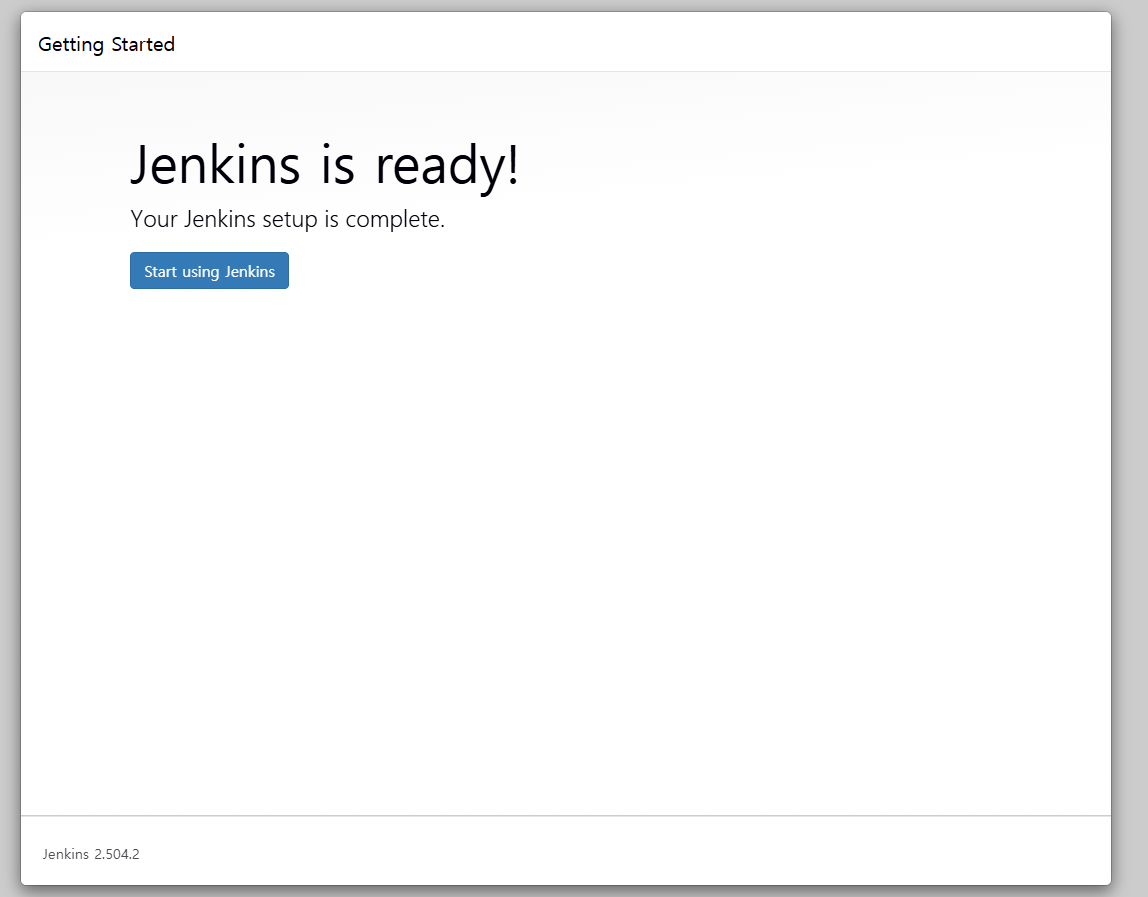 Getting Started
Jenkins is ready!
Your Jenkins setup is complete.
Start using Jenkins
Jenkins 2.504.2